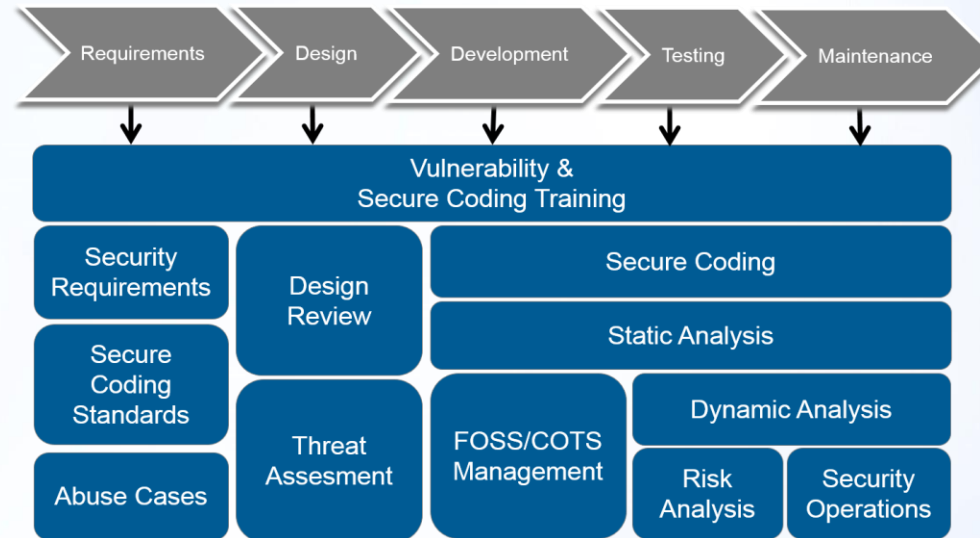 Requirements
Design
Development
Testing
Maintenance
Vulnerability &
Secure Coding Training
Security
Requirements
Secure
Coding
Standards
Abuse Cases
Design
Review
Threat
Assesment
Secure Coding
Static Analysis
FOSS/COTS
Management
Dynamic Analysis
Risk
Analysis
Security
Operations